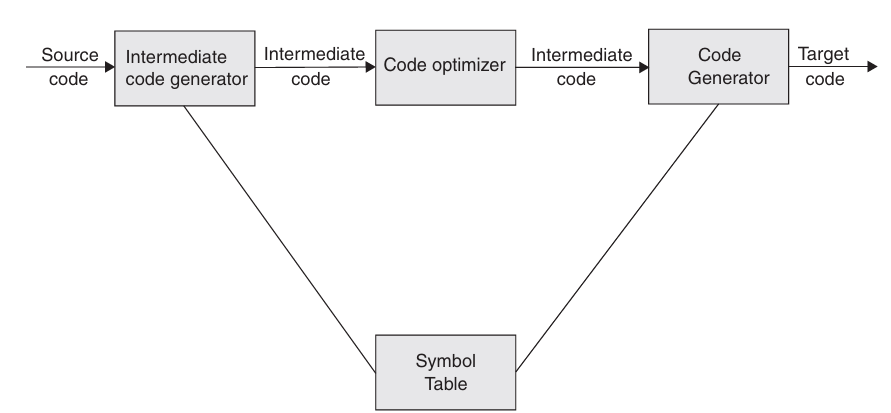 Source
code
Intermediate
code generator
Intermediate
code
Code optimizer
Intermediate
code
Code
Generator
Target
code
Symbol
Table